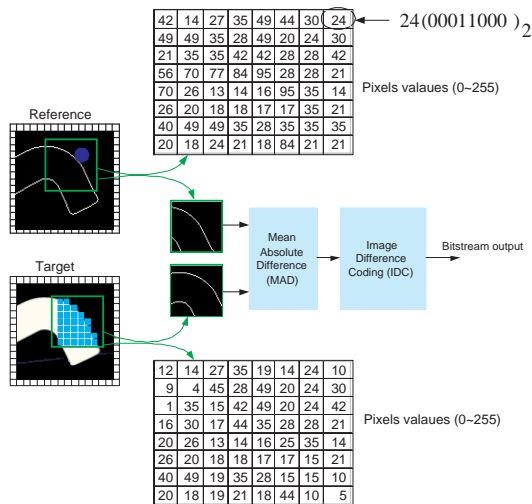 42 14 27 35 49 44 30 24
24(00011000)2
49 49 35 28 49 20 24 30
21 35 35 42 42 28 28 42
56 70 77 84 95 28 28 21
70 26 13 14 16 95 35 14
26 20 18 18 17 17 35 21
40 49 49 35 28 35 35 35
20 18 24 21 18 84 21 21
Pixels valaues (0~255)
Reference
Mean
Absolute
Difference
(MAD)
Image
Difference
Coding (IDC)
Bitstream output
Target
12 14 27 35 19 14 24 10
9 4 45 28 49 20 24 30
1 35 15 42 49 20 24 42
16 30 17 44 35 28 28 21
20 26 13 14 16 25 35 14
26 20 18 18 17 17 15 21
40 49 19 35 28 15 15 10
20 18 19 21 18 44 10 5
Pixels valaues (0~255)